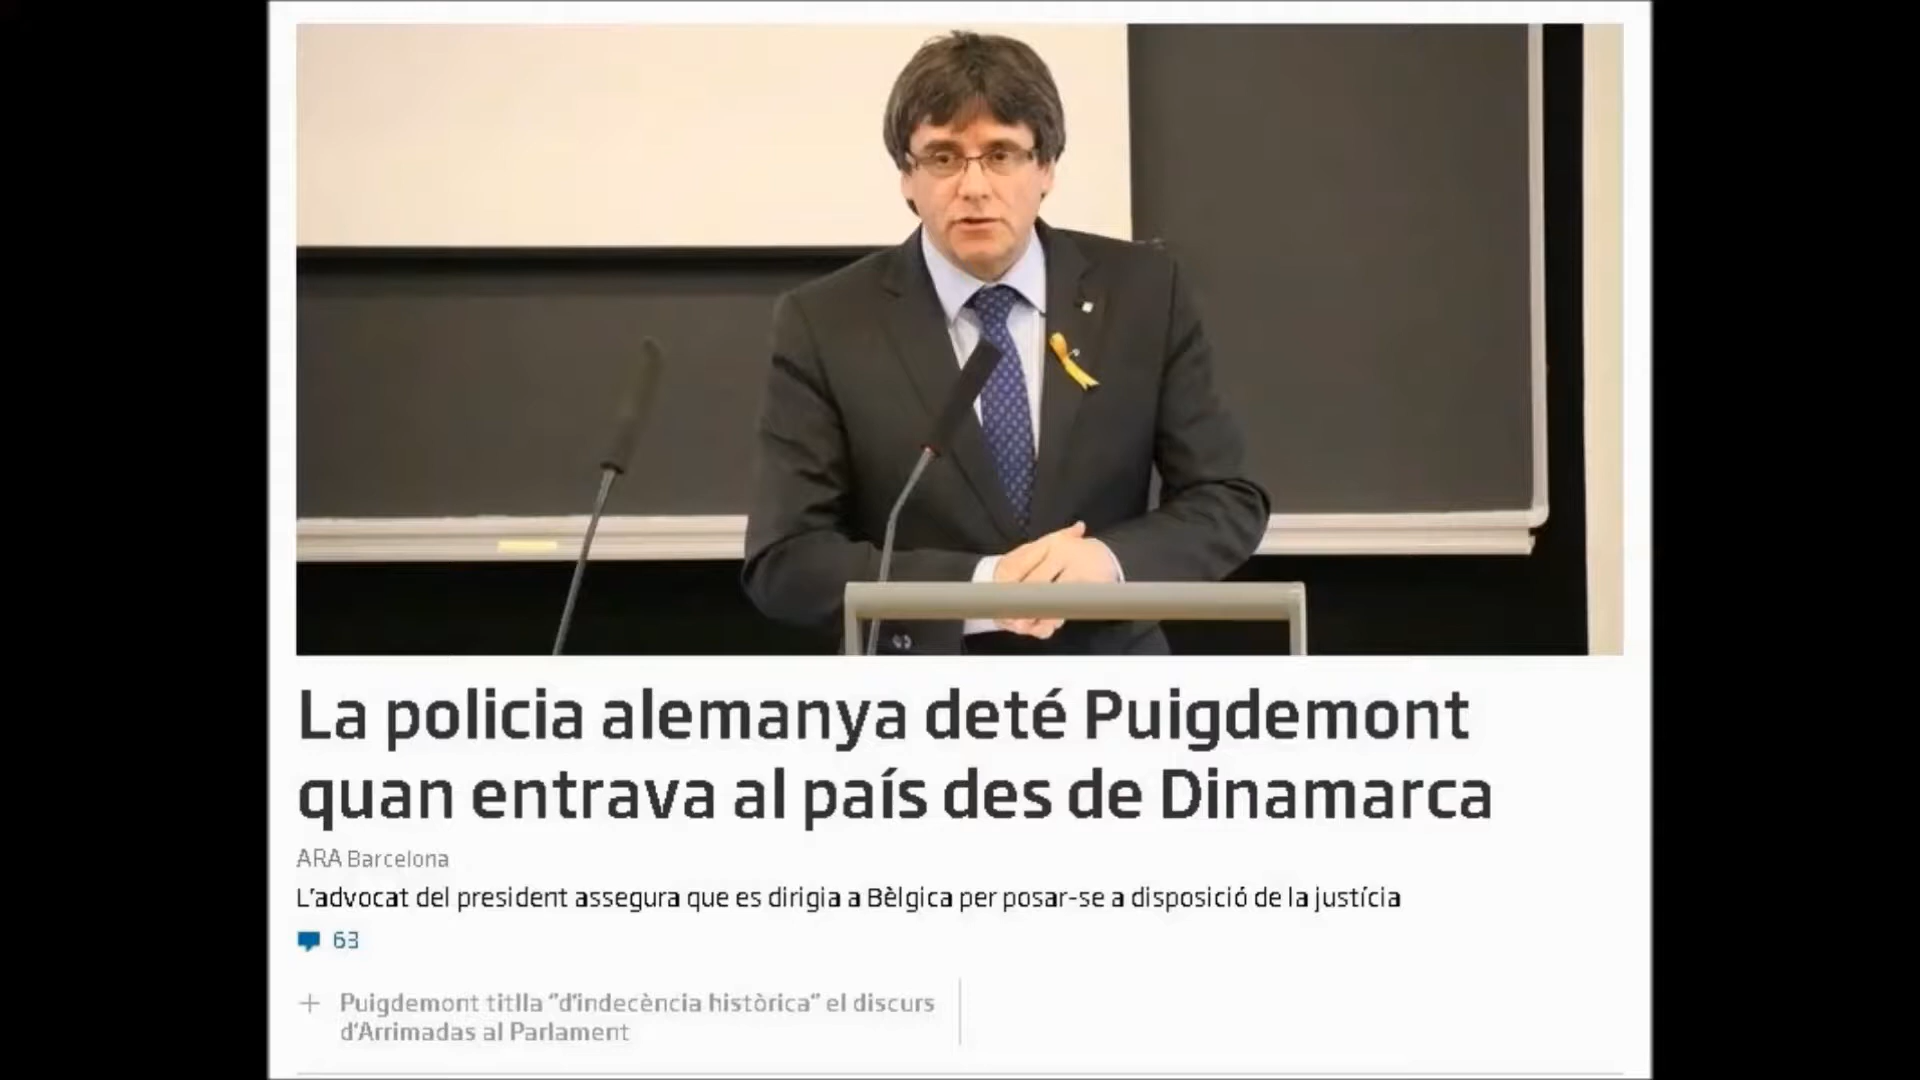 La policia alemanya deté Puigdemont
quan entrava al país des de Dinamarca
ARA Barcelona
L'advocat del president assegura que es dirigia a Bèlgica per posar-se a disposició de la justícia
63
+ Puigdemont titlla "d'indecència històrica" el discurs
d'Arrimadas al Parlament